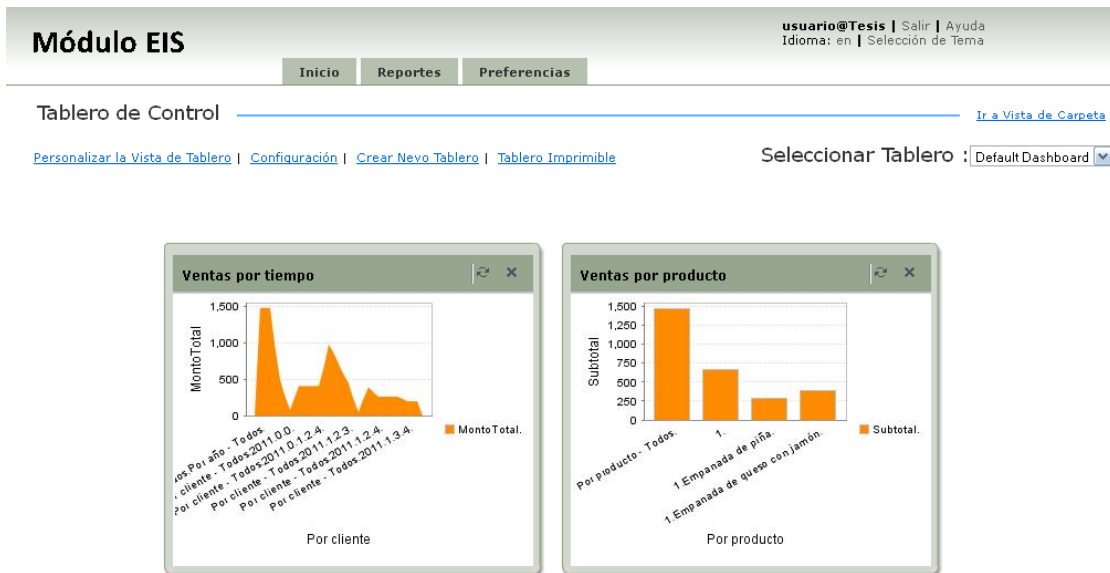 Módulo EIS
usuario@Tesis | Salir | Ayuda
Idioma: en | Selección de Tema
Inicio Reportes Preferencias
Tablero de Control
Ir a Vista de Carpeta
Personalizar la Vista de Tablero | Configuración | Crear Nevo Tablero | Tablero Imprimible
Seleccionar Tablero : Default Dashboard
Ventas por tiempo
1,500
1,000
500
0
MontoTotal
os.Por año - Todos.
cliente - Todos.2011.0.0.
Por cliente - Todos.2011.0.1.2.4.
Por cliente - Todos.2011.1.2.3.
Por cliente - Todos.2011.1.2.4.
Por cliente - Todos.2011.1.3.4.
MontoTotal.
Por cliente
Ventas por producto
1,500
1,250
1,000
750
500
250
0
Subtotal
Por producto - Todos.
1.
1.Empanada de piña.
1.Empanada de queso con jamón.
Subtotal.
Por producto